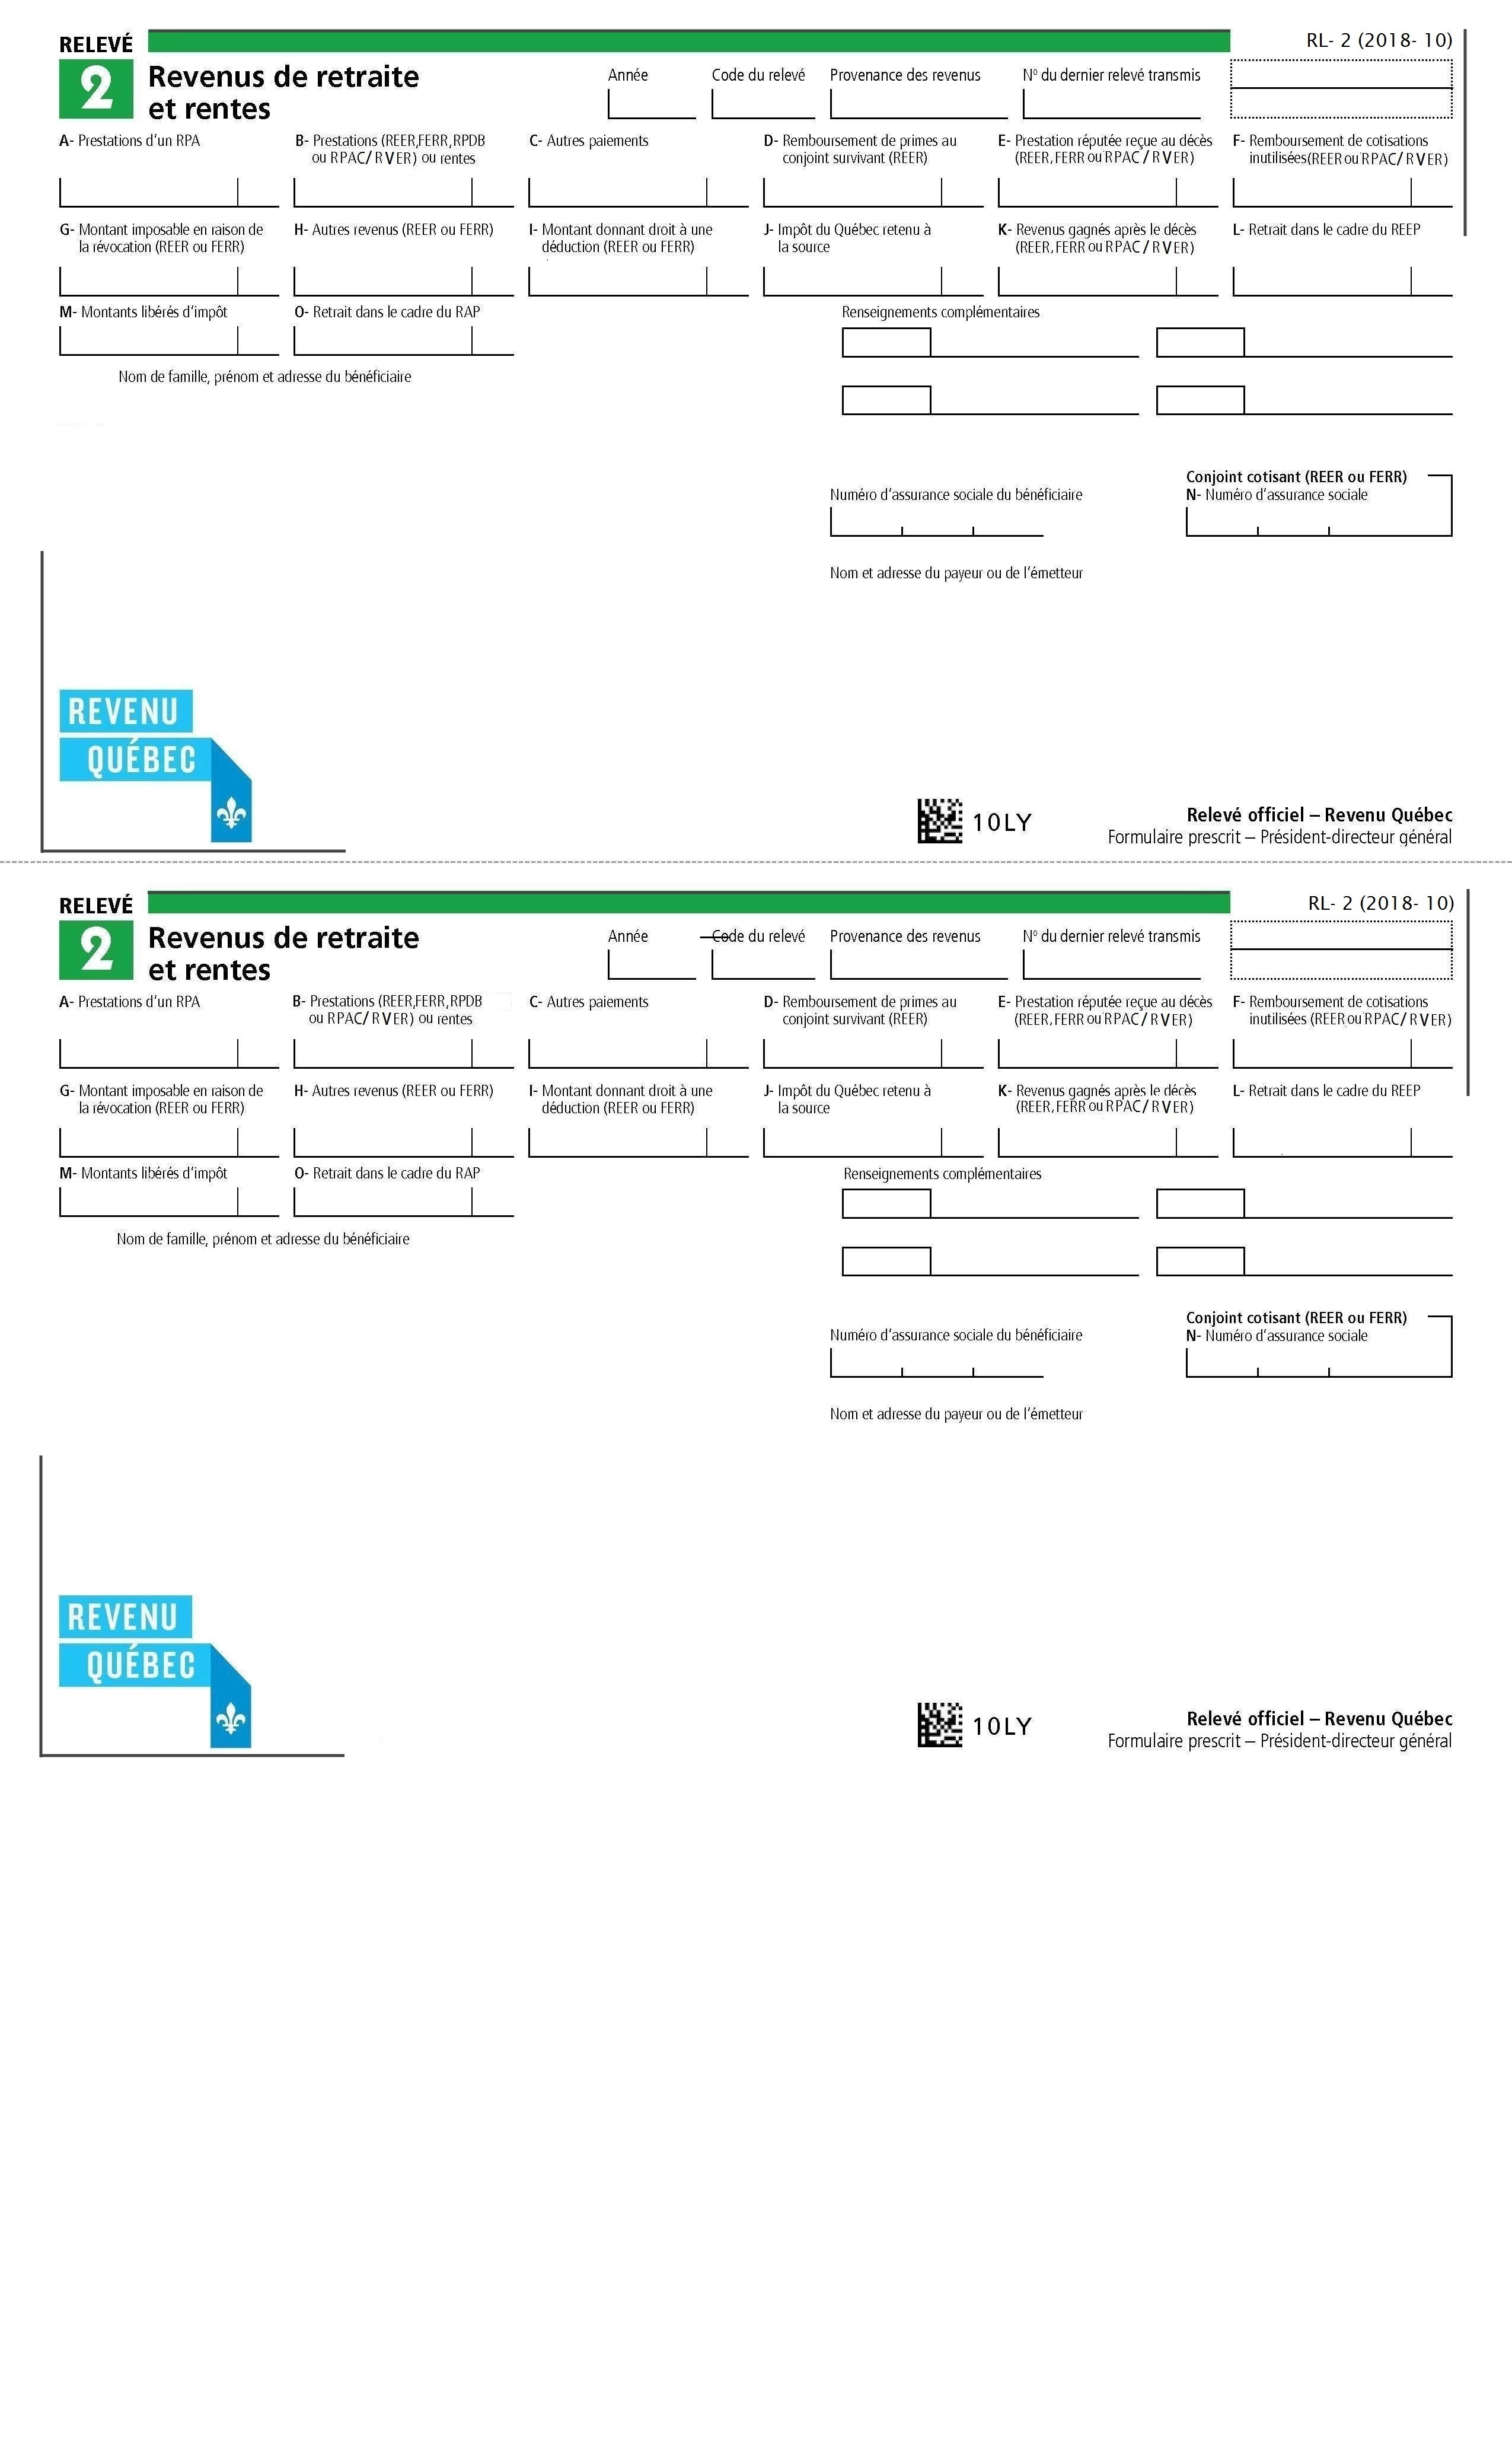 RELEVÉ RL- 2 (2018- 10)
2 Revenus de retraite
et rentes
Année Code du relevé Provenance des revenus Nº du dernier relevé transmis
A- Prestations d'un RPA B- Prestations (REER,FERR,RPDB C- Autres paiements D- Remboursement de primes au E- Prestation réputée reçue au décès F- Remboursement de cotisations
ou RPAC/RVER) ou rentes conjoint survivant (REER) (REER, FERR ou RPAC/RVER) inutilisées(REER ou RPAC/RVER)
G- Montant imposable en raison de H- Autres revenus (REER ou FERR) I- Montant donnant droit à une J- Impôt du Québec retenu à K- Revenus gagnés après le décès L- Retrait dans le cadre du REEP
la révocation (REER ou FERR) déduction (REER ou FERR) la source (REER, FERR ou RPAC/RVER)
M- Montants libérés d'impôt O- Retrait dans le cadre du RAP Renseignements complémentaires
Nom de famille, prénom et adresse du bénéficiaire
Conjoint cotisant (REER ou FERR)
Numéro d'assurance sociale du bénéficiaire N- Numéro d'assurance sociale
Nom et adresse du payeur ou de l'émetteur
REVENU
QUÉBEC
10LY Relevé officiel – Revenu Québec
Formulaire prescrit – Président-directeur général
RELEVÉ RL- 2 (2018- 10)
2 Revenus de retraite
et rentes
Année Code du relevé Provenance des revenus Nº du dernier relevé transmis
A- Prestations d'un RPA B- Prestations (REER,FERR,RPDB C- Autres paiements D- Remboursement de primes au E- Prestation réputée reçue au décès F- Remboursement de cotisations
ou RPAC/RVER) ou rentes conjoint survivant (REER) (REER, FERR ou RPAC/RVER) inutilisées (REER ou RPAC/RVER)
G- Montant imposable en raison de H- Autres revenus (REER ou FERR) I- Montant donnant droit à une J- Impôt du Québec retenu à K- Revenus gagnés après le décès L- Retrait dans le cadre du REEP
la révocation (REER ou FERR) déduction (REER ou FERR) la source (REER, FERR ou RPAC/RVER)
M- Montants libérés d'impôt O- Retrait dans le cadre du RAP Renseignements complémentaires
Nom de famille, prénom et adresse du bénéficiaire
Conjoint cotisant (REER ou FERR)
Numéro d'assurance sociale du bénéficiaire N- Numéro d'assurance sociale
Nom et adresse du payeur ou de l'émetteur
REVENU
QUÉBEC
10LY Relevé officiel – Revenu Québec
Formulaire prescrit – Président-directeur général